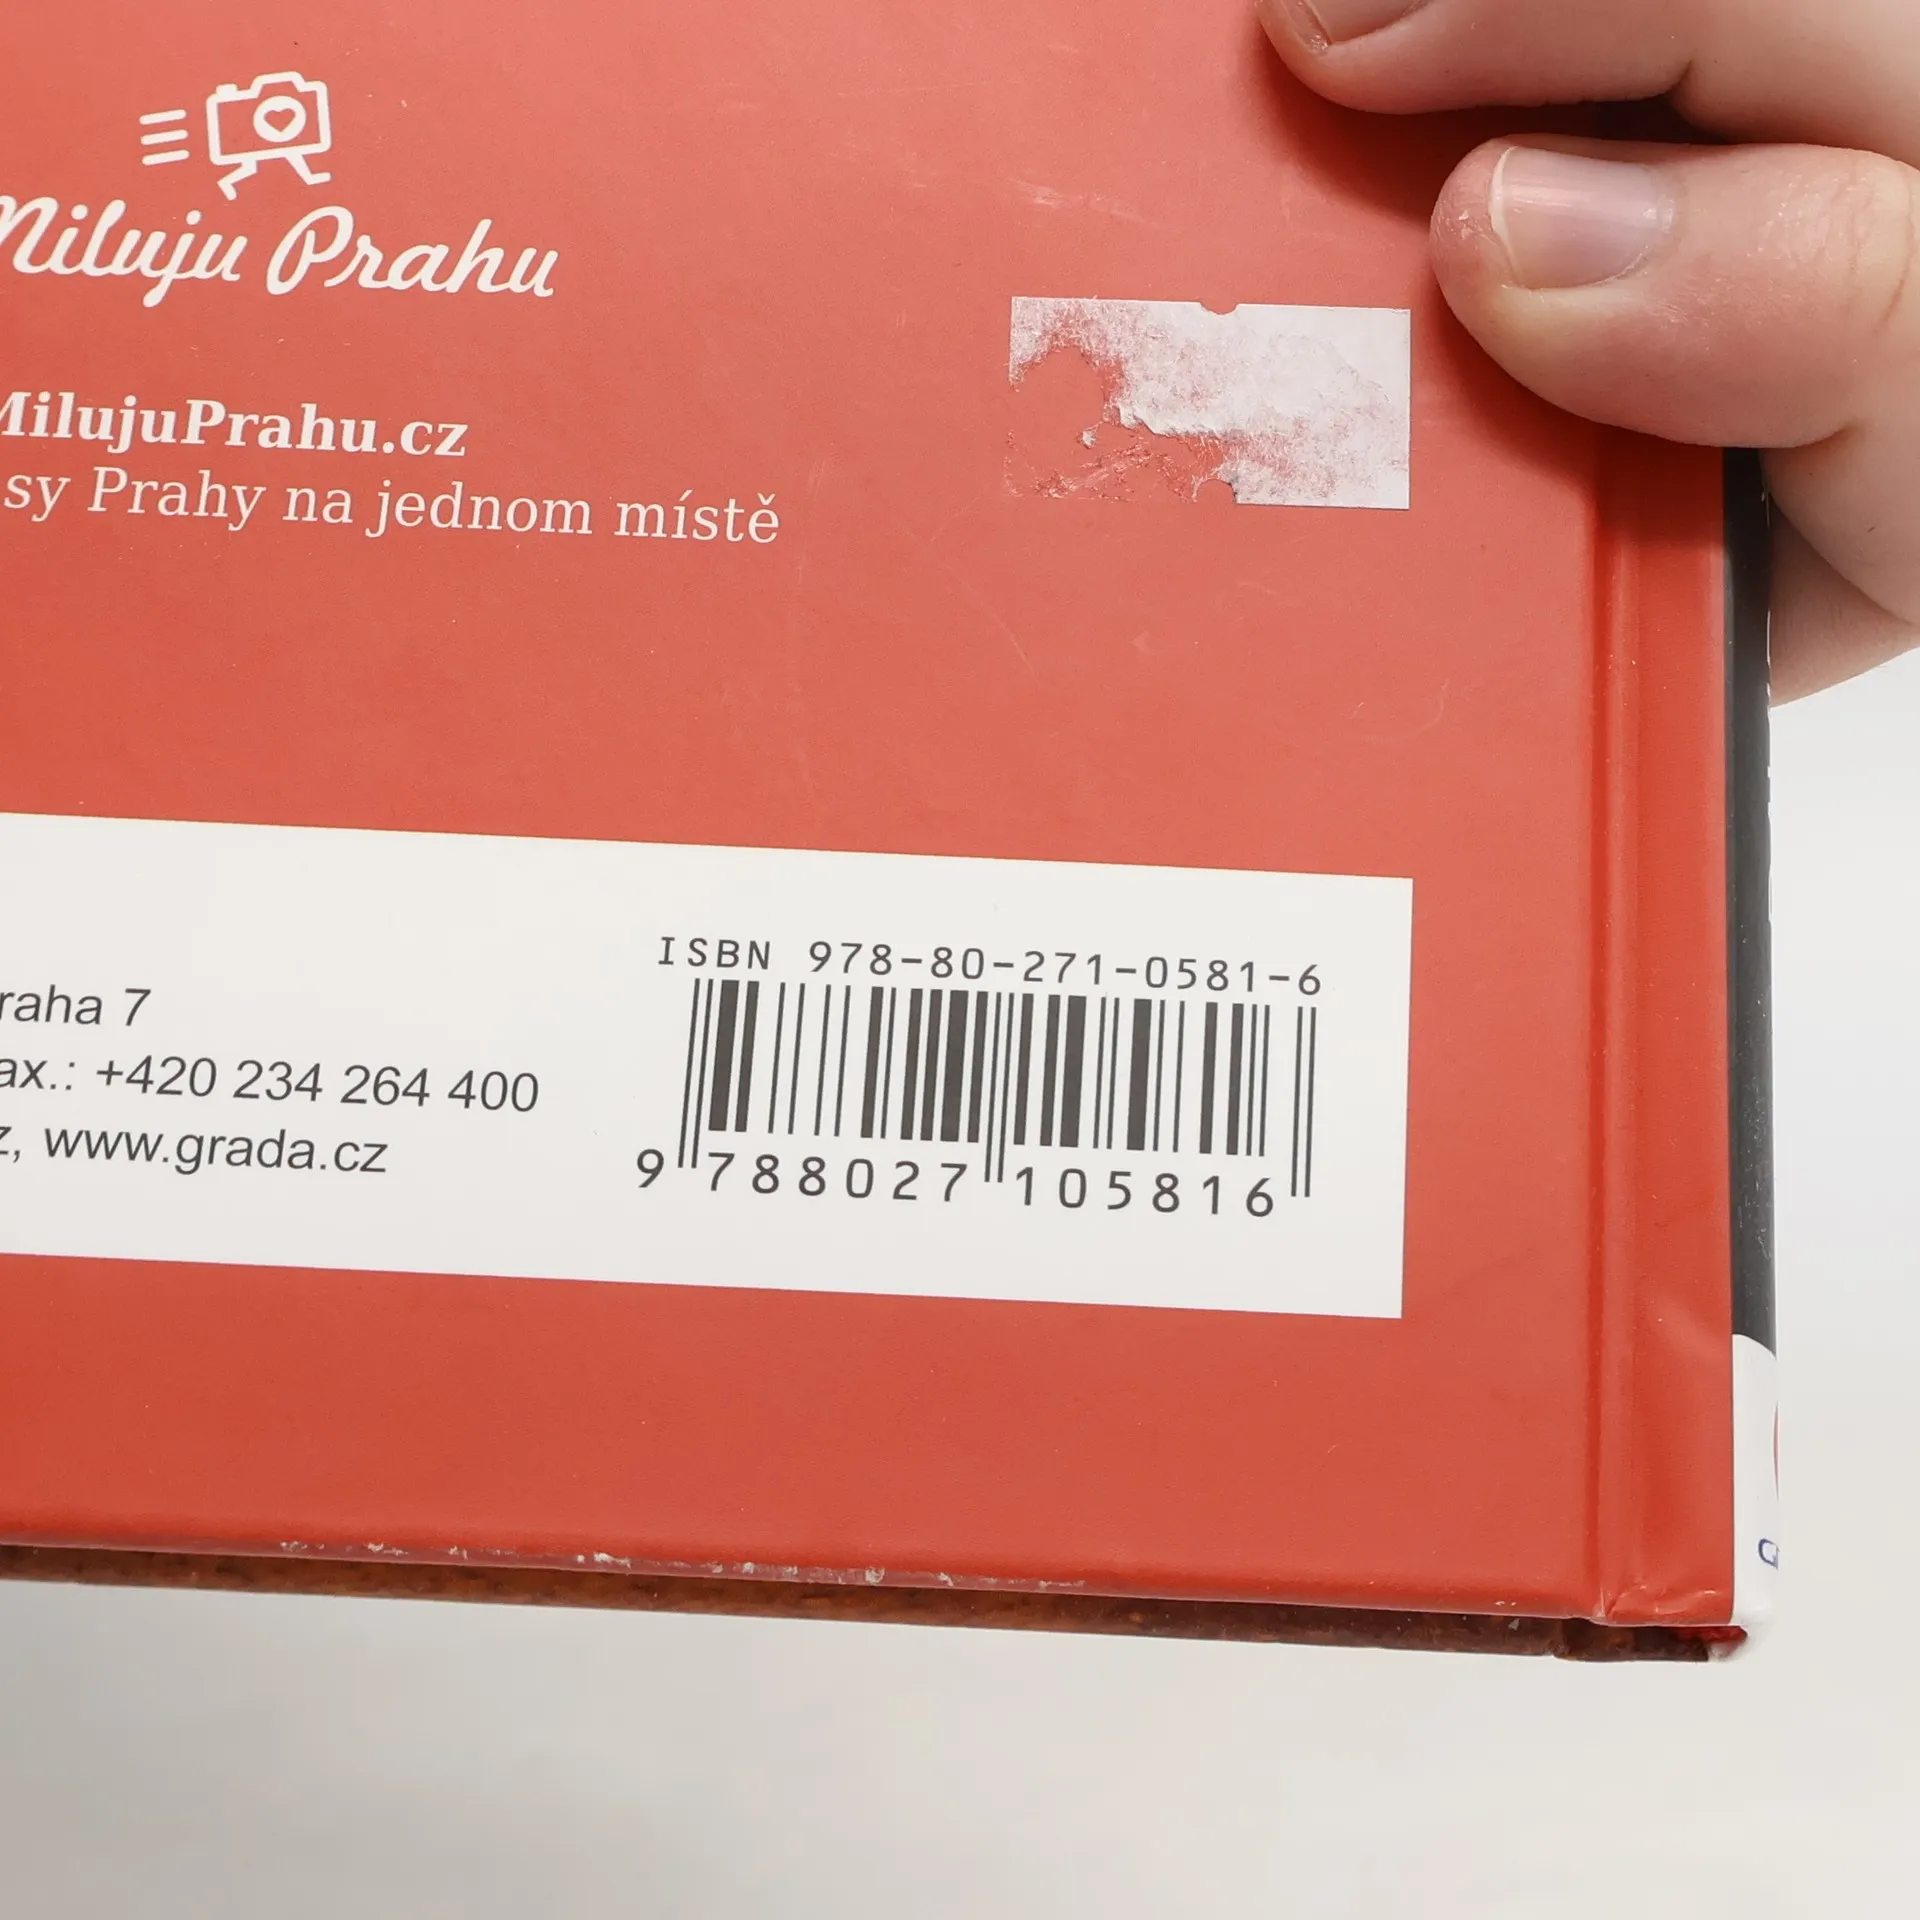 Miluju Prahu
MilujuPrahu.cz
sy Prahy na jednom místě
ISBN 978-80-271-0581-6
raha 7
ax.: +420 234 264 400
z, www.grada.cz
9 788027 105816
G